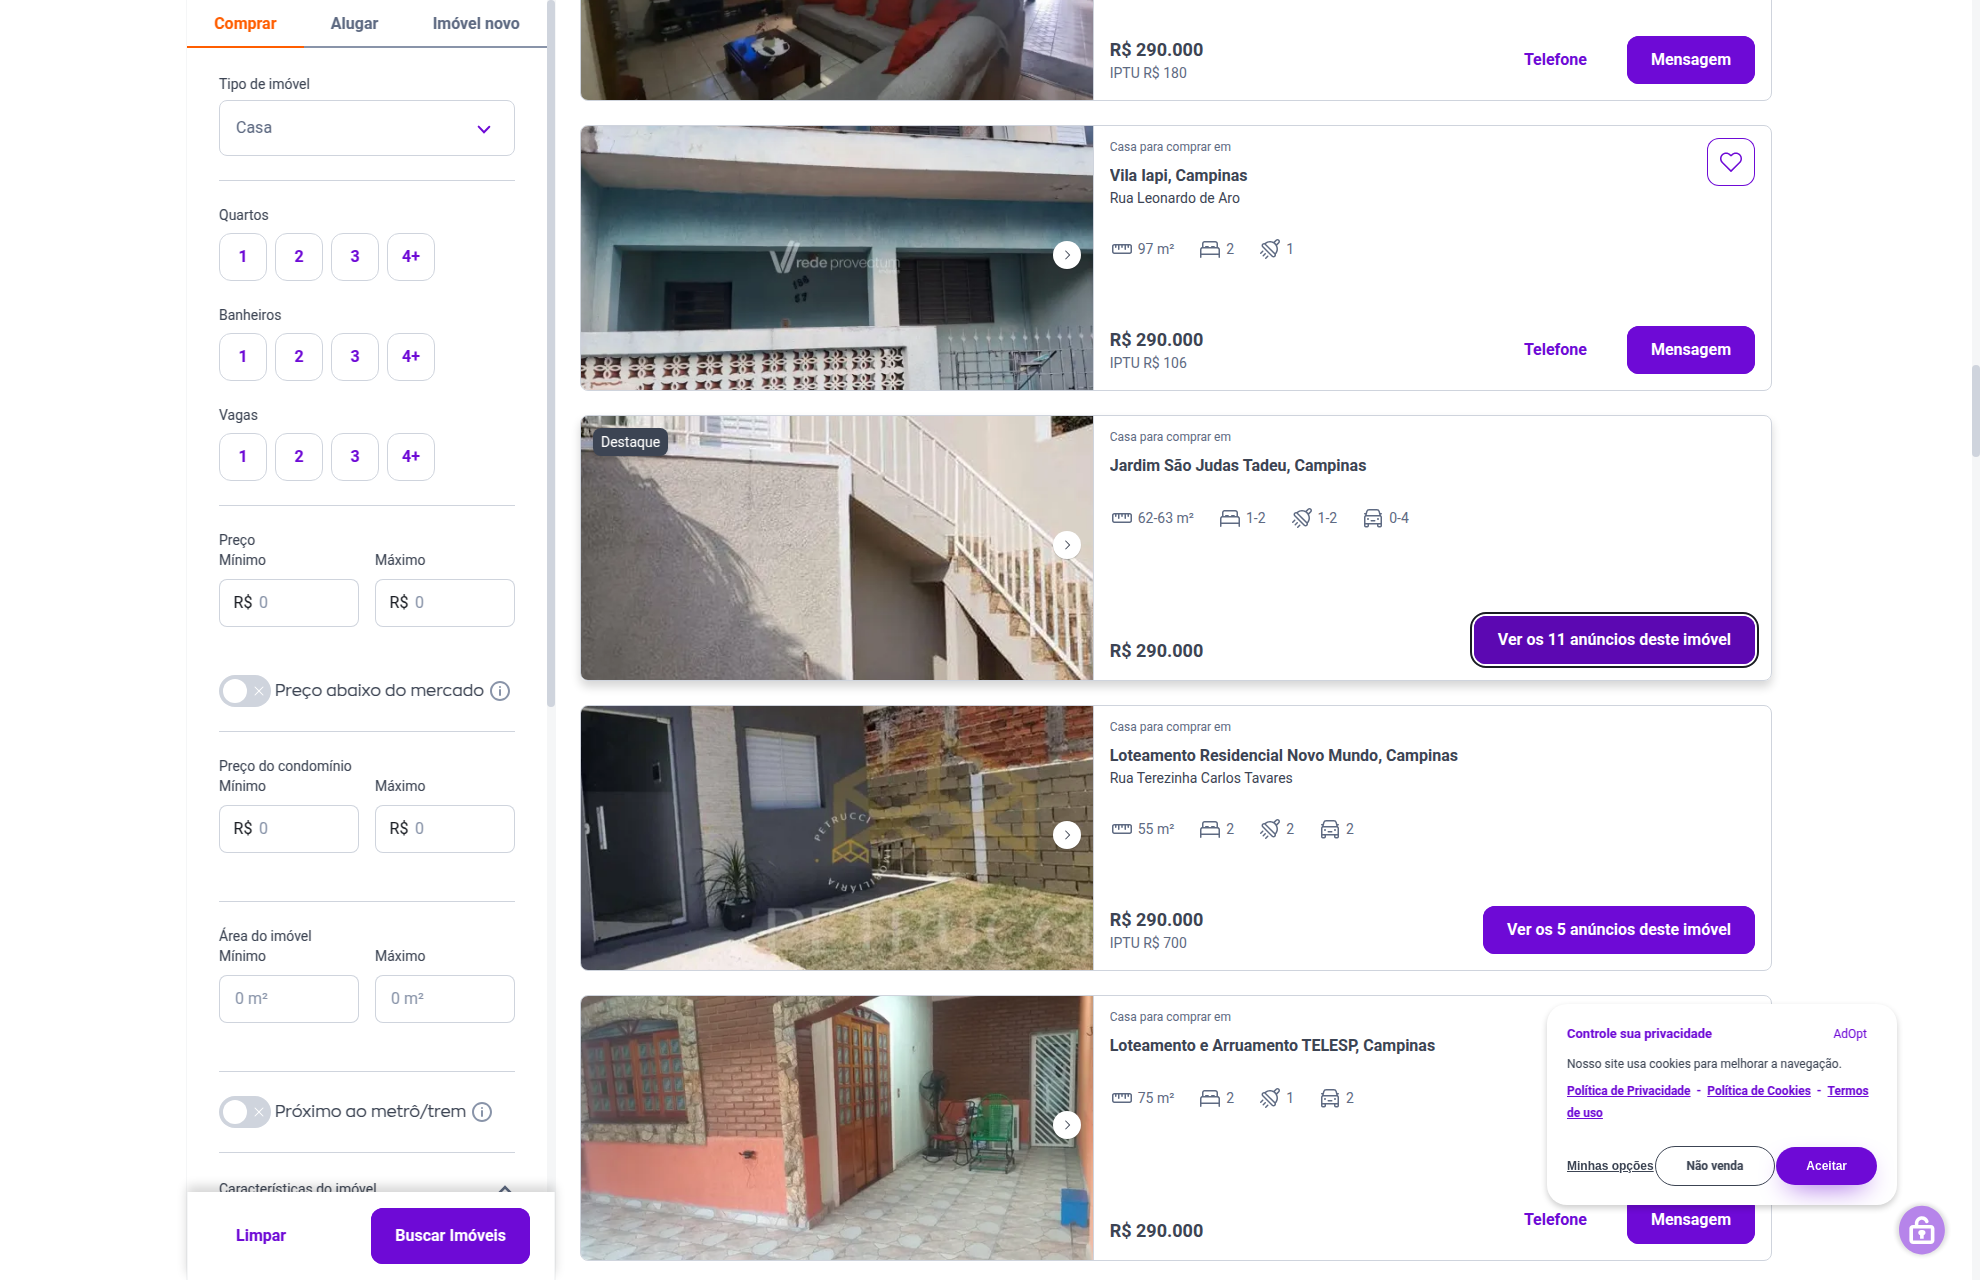 Comprar
Alugar
Imóvel novo
Tipo de imóvel
Casa
Quartos
1
2
3
4+
Banheiros
1
2
3
4+
Vagas
1
2
3
4+
Preço
Mínimo
Máximo
R$ 0
R$ 0
Preço abaixo do mercado
Preço do condomínio
Mínimo
Máximo
R$ 0
R$ 0
Área do imóvel
Mínimo
Máximo
0 m²
0 m²
Próximo ao metrô/trem
Características do imóvel
Limpar
Buscar Imóveis
R$ 290.000
IPTU R$ 180
Telefone
Mensagem
rede provectum
Casa para comprar em
Vila Iapi, Campinas
Rua Leonardo de Aro
97 m²
2
1
R$ 290.000
IPTU R$ 106
Telefone
Mensagem
Destaque
Casa para comprar em
Jardim São Judas Tadeu, Campinas
62-63 m²
1-2
1-2
0-4
R$ 290.000
Ver os 11 anúncios deste imóvel
PETRUCCI
IMOBILIÁRIA
Casa para comprar em
Loteamento Residencial Novo Mundo, Campinas
Rua Terezinha Carlos Tavares
55 m²
2
2
2
R$ 290.000
IPTU R$ 700
Ver os 5 anúncios deste imóvel
Casa para comprar em
Loteamento e Arruamento TELESP, Campinas
75 m²
2
1
2
R$ 290.000
Telefone
Mensagem
Controle sua privacidade
AdOpt
Nosso site usa cookies para melhorar a navegação.
Política de Privacidade - Política de Cookies - Termos
de uso
Minhas opções
Não venda
Aceitar